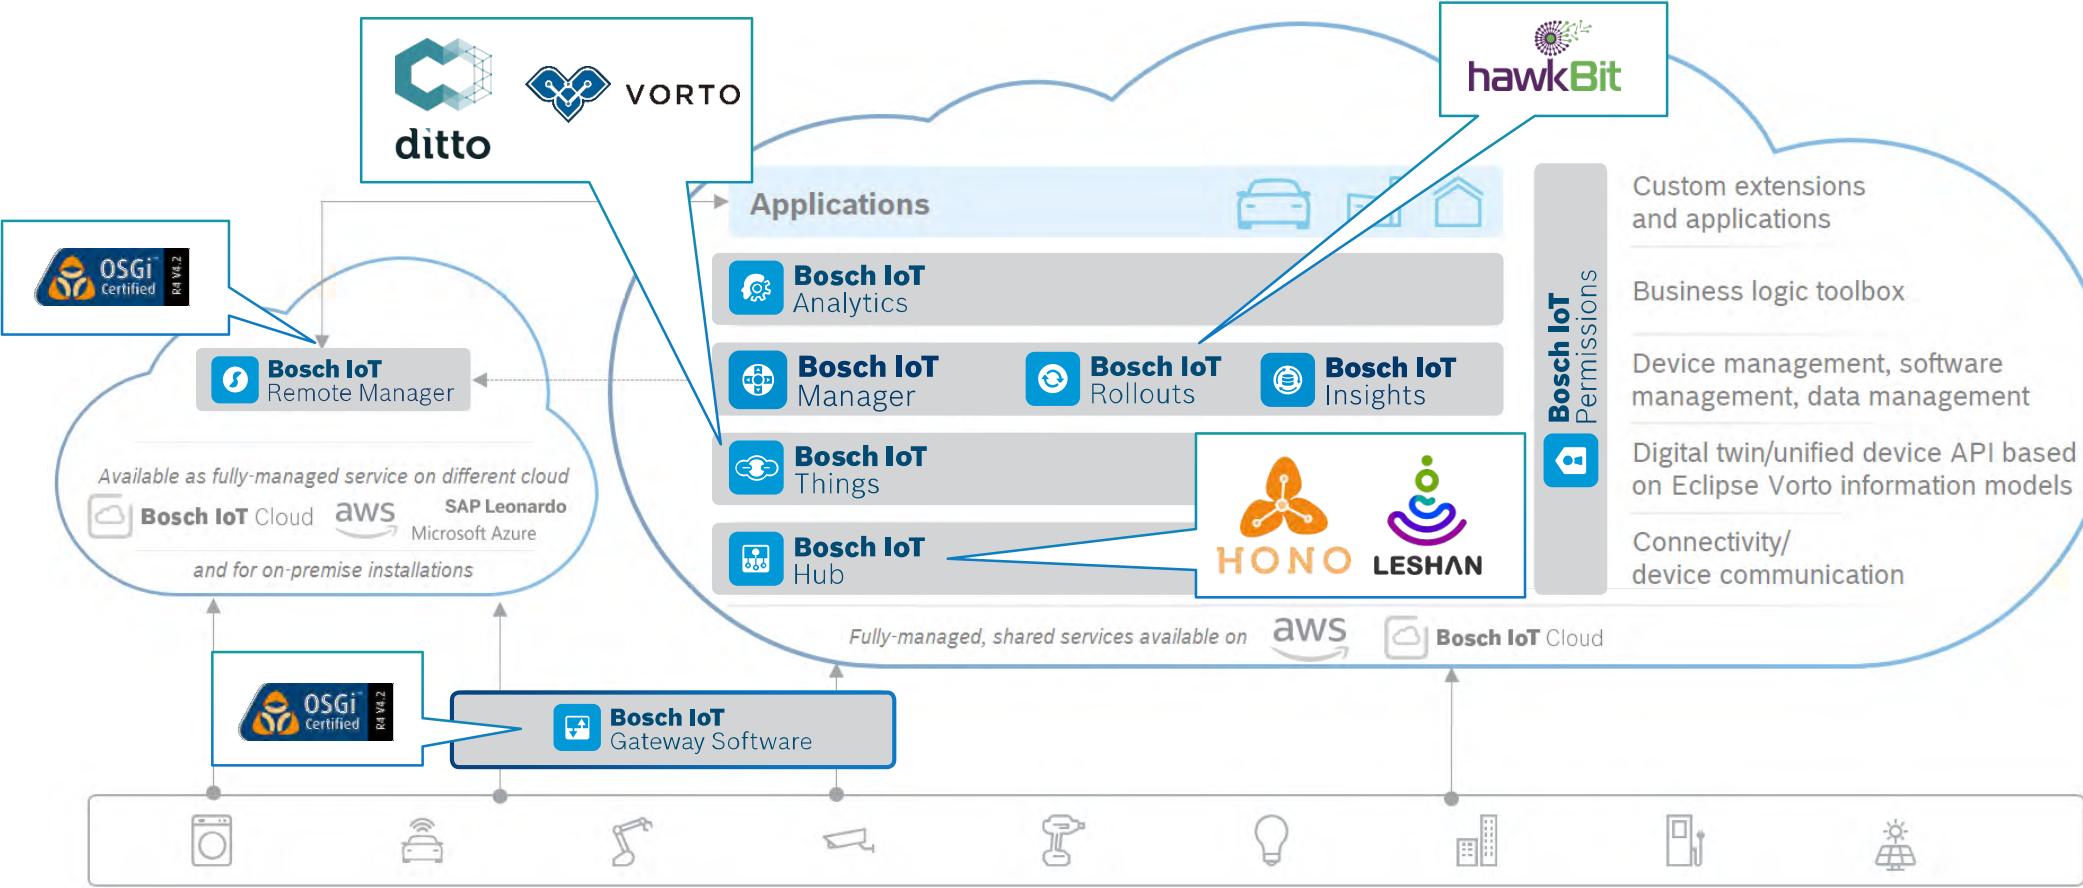 ditto
VORTO
hawkBit
OSGi
Certified
R4 V4.2
Applications
Bosch IoT
Analytics
Bosch IoT
Remote Manager
Bosch IoT
Manager
Bosch IoT
Rollouts
Bosch IoT
Insights
Bosch IoT
Things
Bosch IoT
Hub
HONO
LESHAN
Bosch IoT
Permissions
Custom extensions
and applications
Business logic toolbox
Device management, software
management, data management
Digital twin/unified device API based
on Eclipse Vorto information models
Connectivity/
device communication
Available as fully-managed service on different cloud
Bosch IoT Cloud
aws
SAP Leonardo
Microsoft Azure
and for on-premise installations
Fully-managed, shared services available on
aws
Bosch IoT Cloud
OSGi™
Certified
R4 V4.2
Bosch IoT
Gateway Software